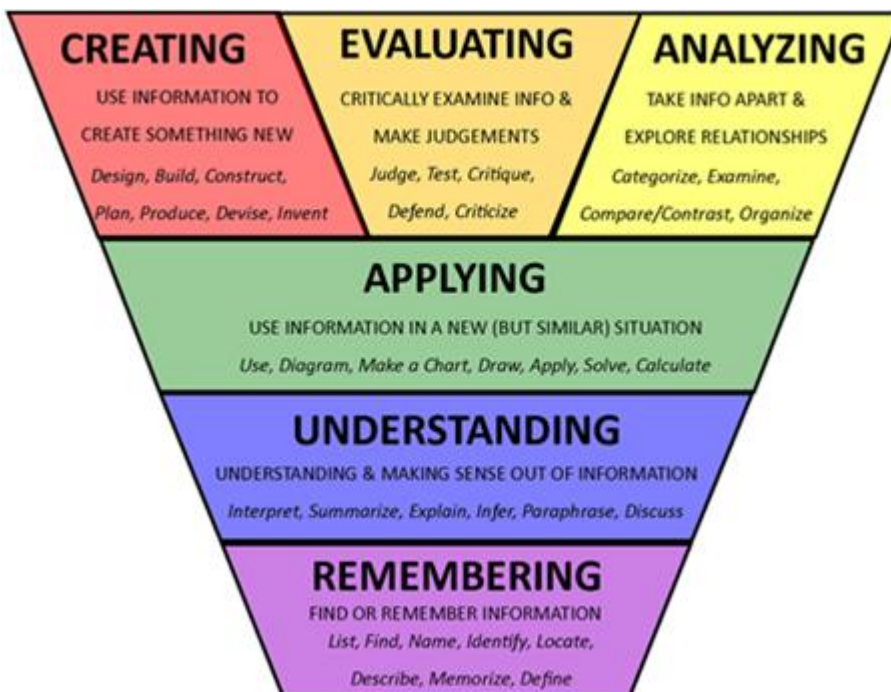 CREATING
USE INFORMATION TO
CREATE SOMETHING NEW
Design, Build, Construct,
Plan, Produce, Devise, Invent
EVALUATING
CRITICALLY EXAMINE INFO &
MAKE JUDGEMENTS
Judge, Test, Critique,
Defend, Criticize
ANALYZING
TAKE INFO APART &
EXPLORE RELATIONSHIPS
Categorize, Examine,
Compare/Contrast, Organize
APPLYING
USE INFORMATION IN A NEW (BUT SIMILAR) SITUATION
Use, Diagram, Make a Chart, Draw, Apply, Solve, Calculate
UNDERSTANDING
UNDERSTANDING & MAKING SENSE OUT OF INFORMATION
Interpret, Summarize, Explain, Infer, Paraphrase, Discuss
REMEMBERING
FIND OR REMEMBER INFORMATION
List, Find, Name, Identify, Locate,
Describe, Memorize, Define